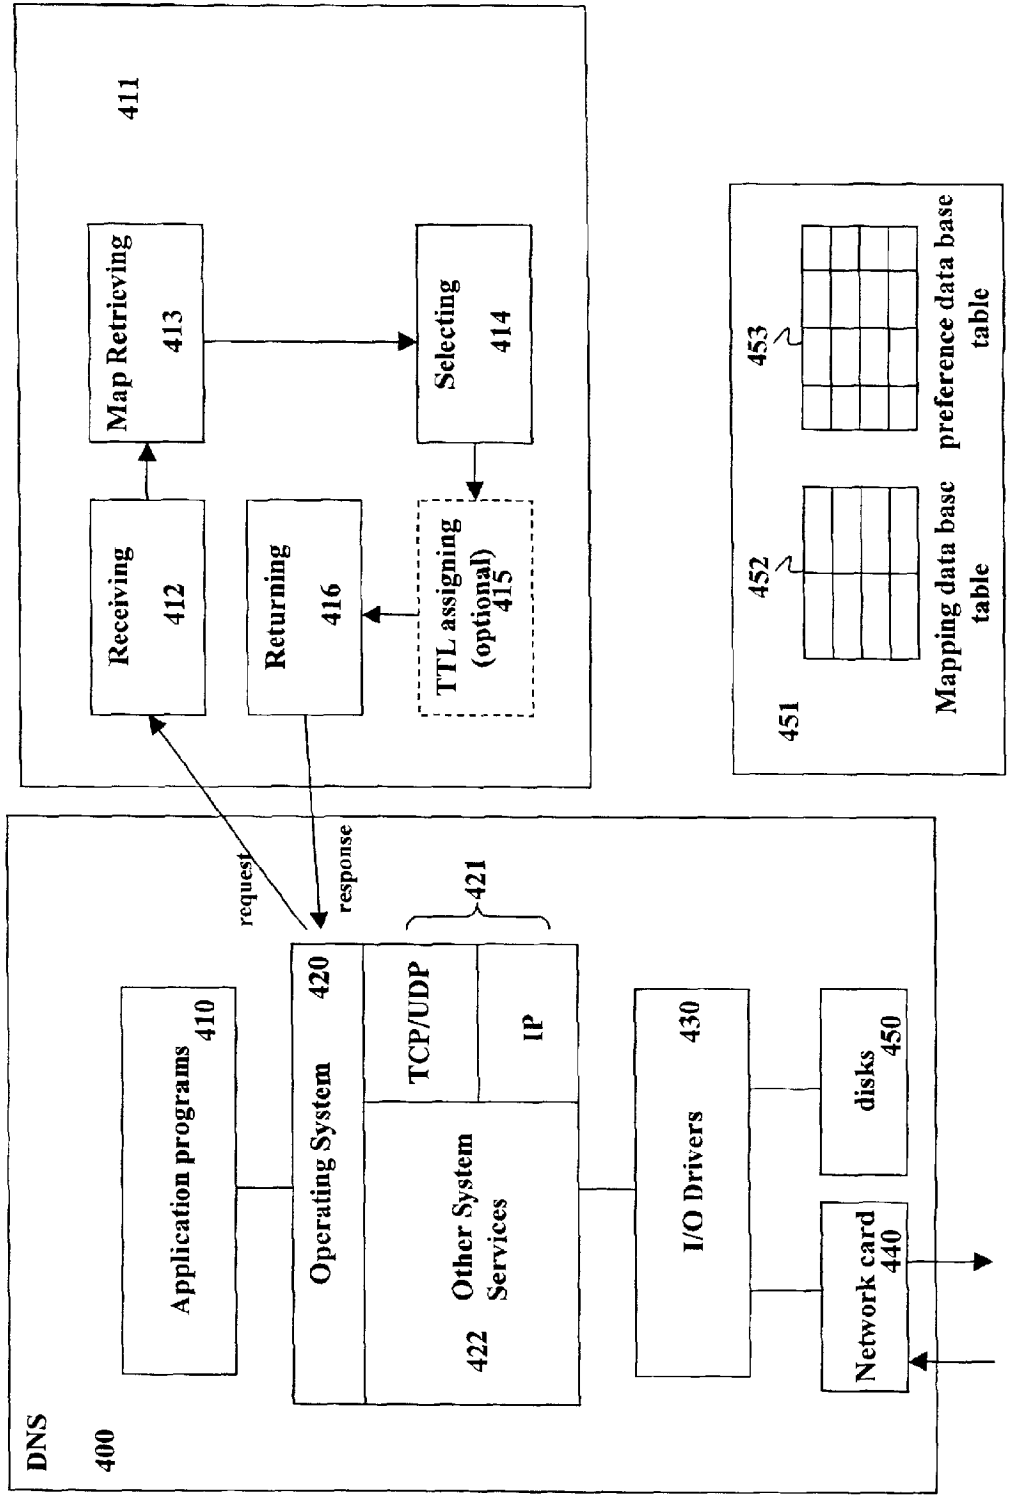 DNS
400
Application programs
410
Operating System
420
TCP/UDP
IP
421
Other System
Services
422
I/O Drivers
430
Network card
440
disks
450
request
response
411
Receiving
412
Map Retrieving
413
Selecting
414
TTL assigning
(optional)
415
Returning
416
451
452
Mapping data base
table
453
preference data base
table